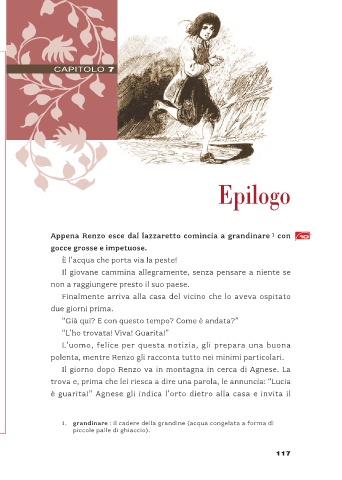 CAPITOLO 7
Epilogo
Appena Renzo esce dal lazzaretto comincia a grandinare ¹ con
gocce grosse e impetuose.
È l'acqua che porta via la peste!
Il giovane cammina allegramente, senza pensare a niente se
non a raggiungere presto il suo paese.
Finalmente arriva alla casa del vicino che lo aveva ospitato
due giorni prima.
"Già qui? E con questo tempo? Come è andata?"
"L'ho trovata! Viva! Guarita!"
L'uomo, felice per questa notizia, gli prepara una buona
polenta, mentre Renzo gli racconta tutto nei minimi particolari.
Il giorno dopo Renzo va in montagna in cerca di Agnese. La
trova e, prima che lei riesca a dire una parola, le annuncia: "Lucia
è guarita!" Agnese gli indica l'orto dietro alla casa e invita il
1. grandinare : il cadere della grandine (acqua congelata a forma di
piccole palle di ghiaccio).
117